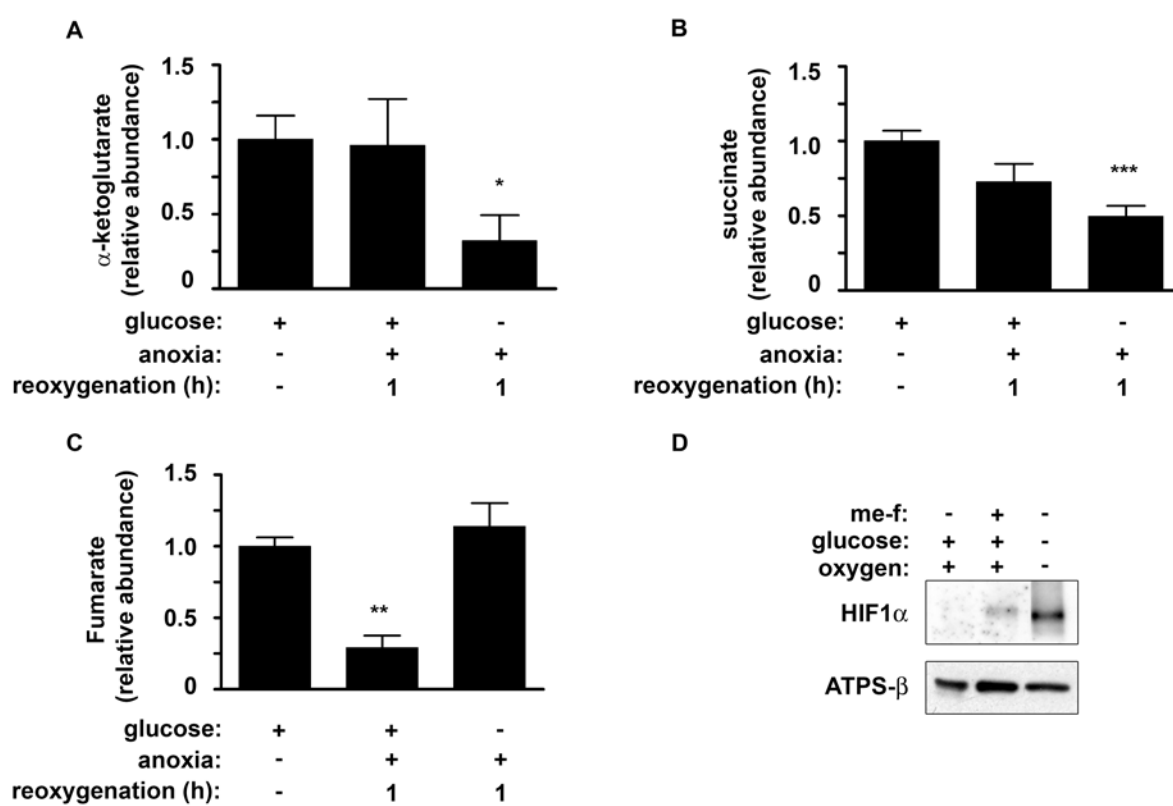 A
α-ketoglutarate
(relative abundance)
1.5
1.0
0.5
0
*
glucose: + + -
anoxia: - + +
reoxygenation (h): - 1 1
B
succinate
(relative abundance)
1.5
1.0
0.5
0
***
glucose: + + -
anoxia: - + +
reoxygenation (h): - 1 1
C
Fumarate
(relative abundance)
1.5
1.0
0.5
0
**
glucose: + + -
anoxia: - + +
reoxygenation (h): - 1 1
D
me-f: - + -
glucose: + + -
oxygen: + + -
HIF1α
ATPS-β